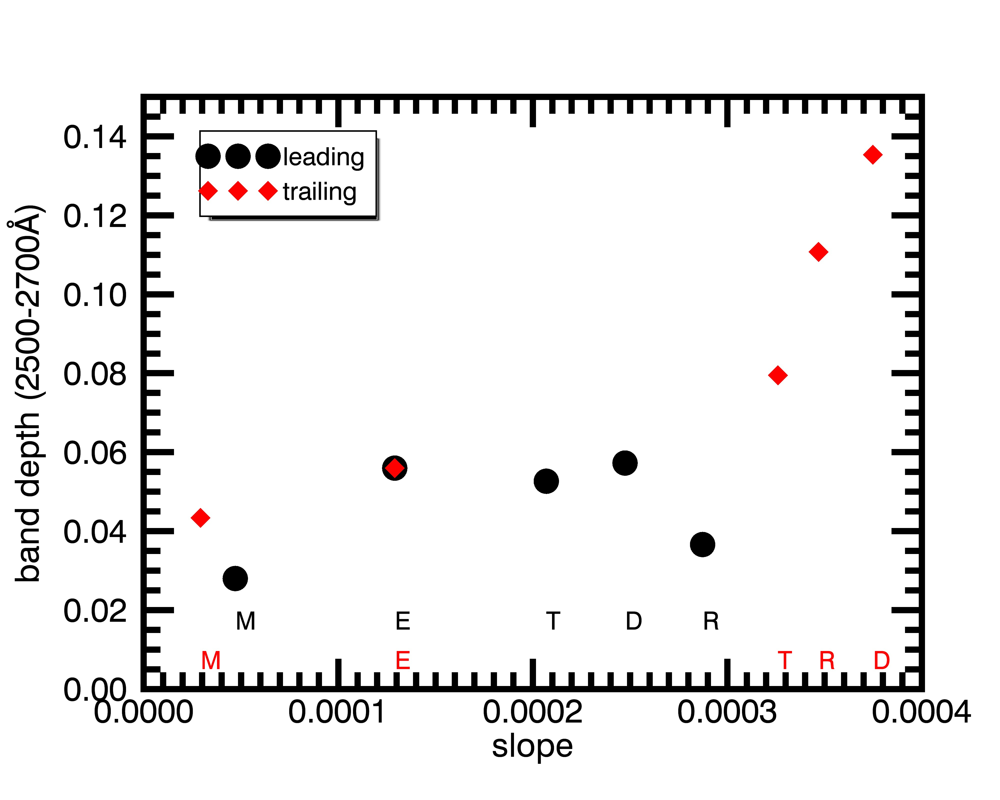 0.14
leading
trailing
0.12
0.10
0.08
0.06
0.04
0.02
0.00
band depth (2500-2700Å)
M E T D R
M E T R D
0.0000 0.0001 0.0002 0.0003 0.0004
slope